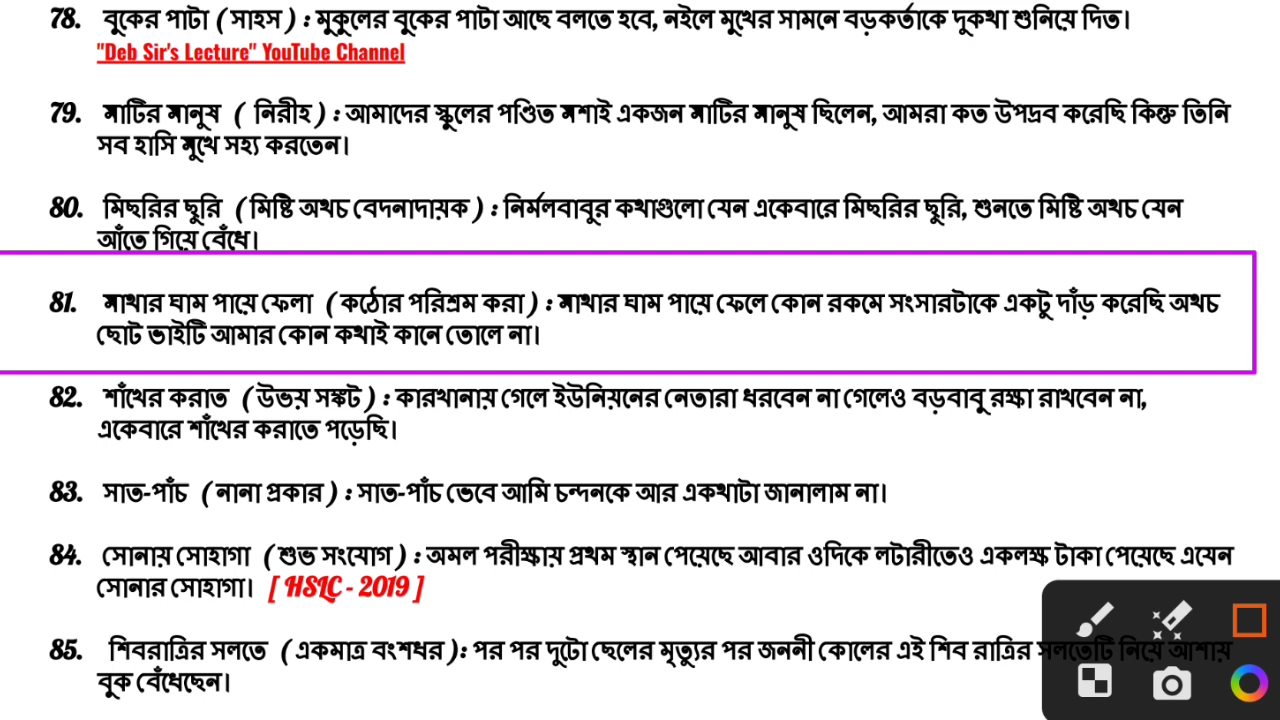 78. বুকের পাটা ( সাহস ) : মুকুলের বুকের পাটা আছে বলতে হবে, নইলে মুখের সামনে বড়কর্তাকে দুকথা শুনিয়ে দিত।
"Deb Sir's Lecture" YouTube Channel
79. মাটির মানুষ ( নিরীহ ) : আমাদের স্কুলের পণ্ডিত মশাই একজন মাটির মানুষ ছিলেন, আমরা কত উপদ্রব করেছি কিন্তু তিনি
সব হাসি মুখে সহ্য করতেন।
80. মিছরির ছুরি ( মিষ্টি অথচ বেদনাদায়ক ) : নির্মলবাবুর কথাগুলো যেন একেবারে মিছরির ছুরি, শুনতে মিষ্টি অথচ যেন
আঁতে গিয়ে বেঁধে।
81. মাথার ঘাম পায়ে ফেলা ( কঠোর পরিশ্রম করা ) : মাথার ঘাম পায়ে ফেলে কোন রকমে সংসারটাকে একটু দাঁড় করেছি অথচ
ছোট ভাইটি আমার কোন কথাই কানে তোলে না।
82. শাঁখের করাত ( উভয় সঙ্কট ) : কারখানায় গেলে ইউনিয়নের নেতারা ধরবেন না গেলেও বড়বাবু রক্ষা রাখবেন না,
একেবারে শাঁখের করাতে পড়েছি।
83. সাত-পাঁচ ( নানা প্রকার ) : সাত-পাঁচ ভেবে আমি চন্দনকে আর একথাটা জানালাম না।
84. সোনায় সোহাগা ( শুভ সংযোগ ) : অমল পরীক্ষায় প্রথম স্থান পেয়েছে আবার ওদিকে লটারীতেও একলক্ষ টাকা পেয়েছে এযেন
সোনার সোহাগা। [ HSLC - 2019 ]
85. শিবরাত্রির সলতে ( একমাত্র বংশধর ): পর পর দুটো ছেলের মৃত্যুর পর জননী কোলের এই শিব রাত্রির সলতেটি নিয়ে আশায়
বুক বেঁধেছেন।